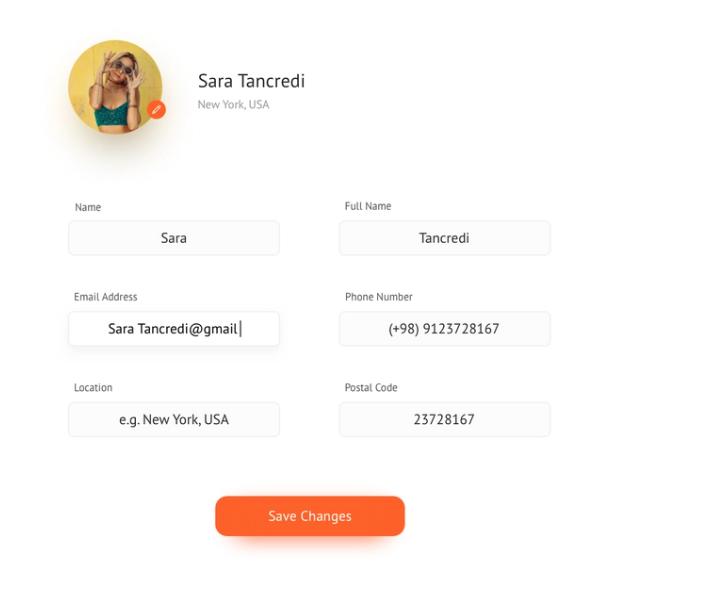 Sara Tancredi
New York, USA
Name
Full Name
Sara
Tancredi
Email Address
Phone Number
Sara Tancredi@gmail
(+98) 9123728167
Location
Postal Code
e.g. New York, USA
23728167
Save Changes